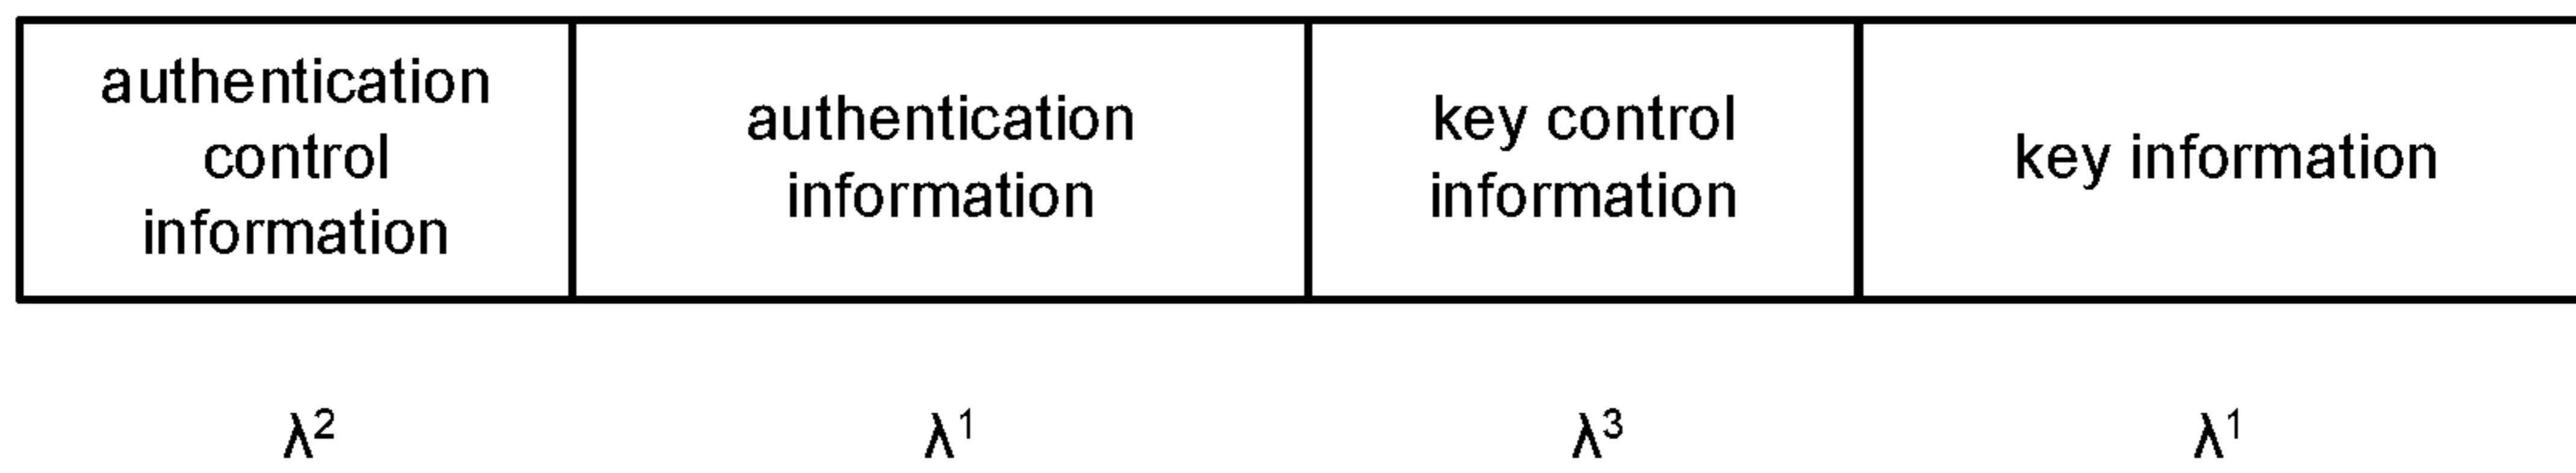 authentication
control
information
authentication
information
key control
information
key information
λ² λ¹ λ³ λ¹